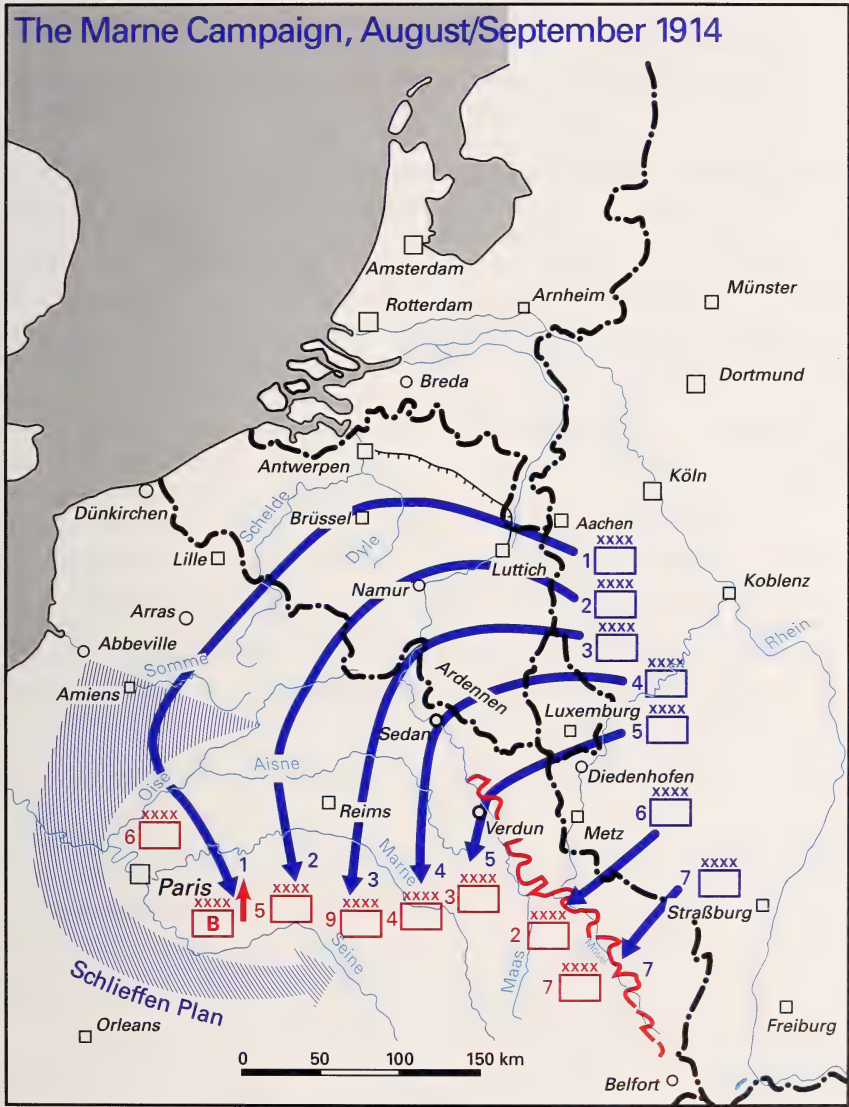 The Marne Campaign, August/September 1914
Amsterdam
Rotterdam
Arnheim
Münster
Dortmund
Breda
Antwerpen
Köln
Dünkirchen
Schelde
Brüssel
Dyle
Aachen
Lille
Luttich
1 XXXX
2 XXXX
3 XXXX
Namur
Koblenz
Rhein
Arras
Abbeville
Somme
Amiens
Ardennen
4 XXXX
Luxemburg
5 XXXX
Sedan
Aisne
Diedenhofen
Oise
Reims
Verdun
Metz
6 XXXX
6 XXXX
Marne
1
2
3
4
5
7 XXXX
Paris
XXXX
B
5 XXXX
9 XXXX
4 XXXX
3 XXXX
Straßburg
2 XXXX
Mosel
7
Seine
Maas
7 XXXX
Schlieffen Plan
Orleans
Freiburg
0 50 100 150 km
Belfort